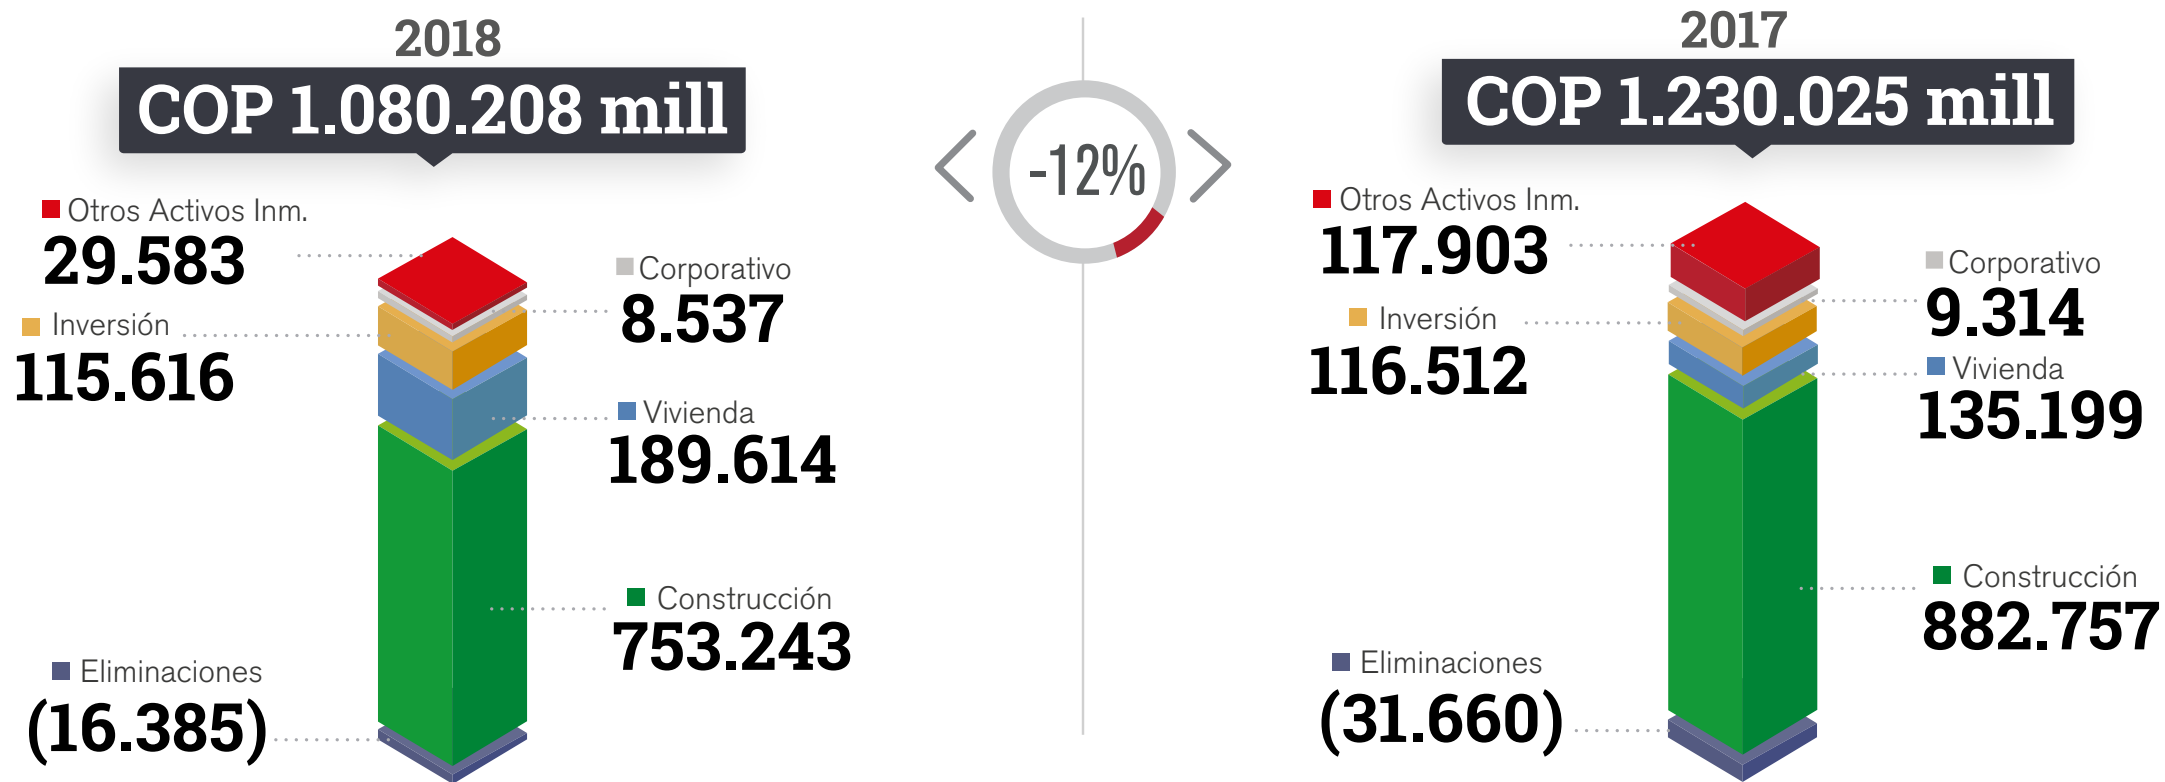 2018
COP 1.080.208 mill
Otros Activos Inm.
29.583
Corporativo
8.537
Inversión
115.616
Vivienda
189.614
Construcción
753.243
Eliminaciones
(16.385)
-12%
2017
COP 1.230.025 mill
Otros Activos Inm.
117.903
Corporativo
9.314
Inversión
116.512
Vivienda
135.199
Construcción
882.757
Eliminaciones
(31.660)